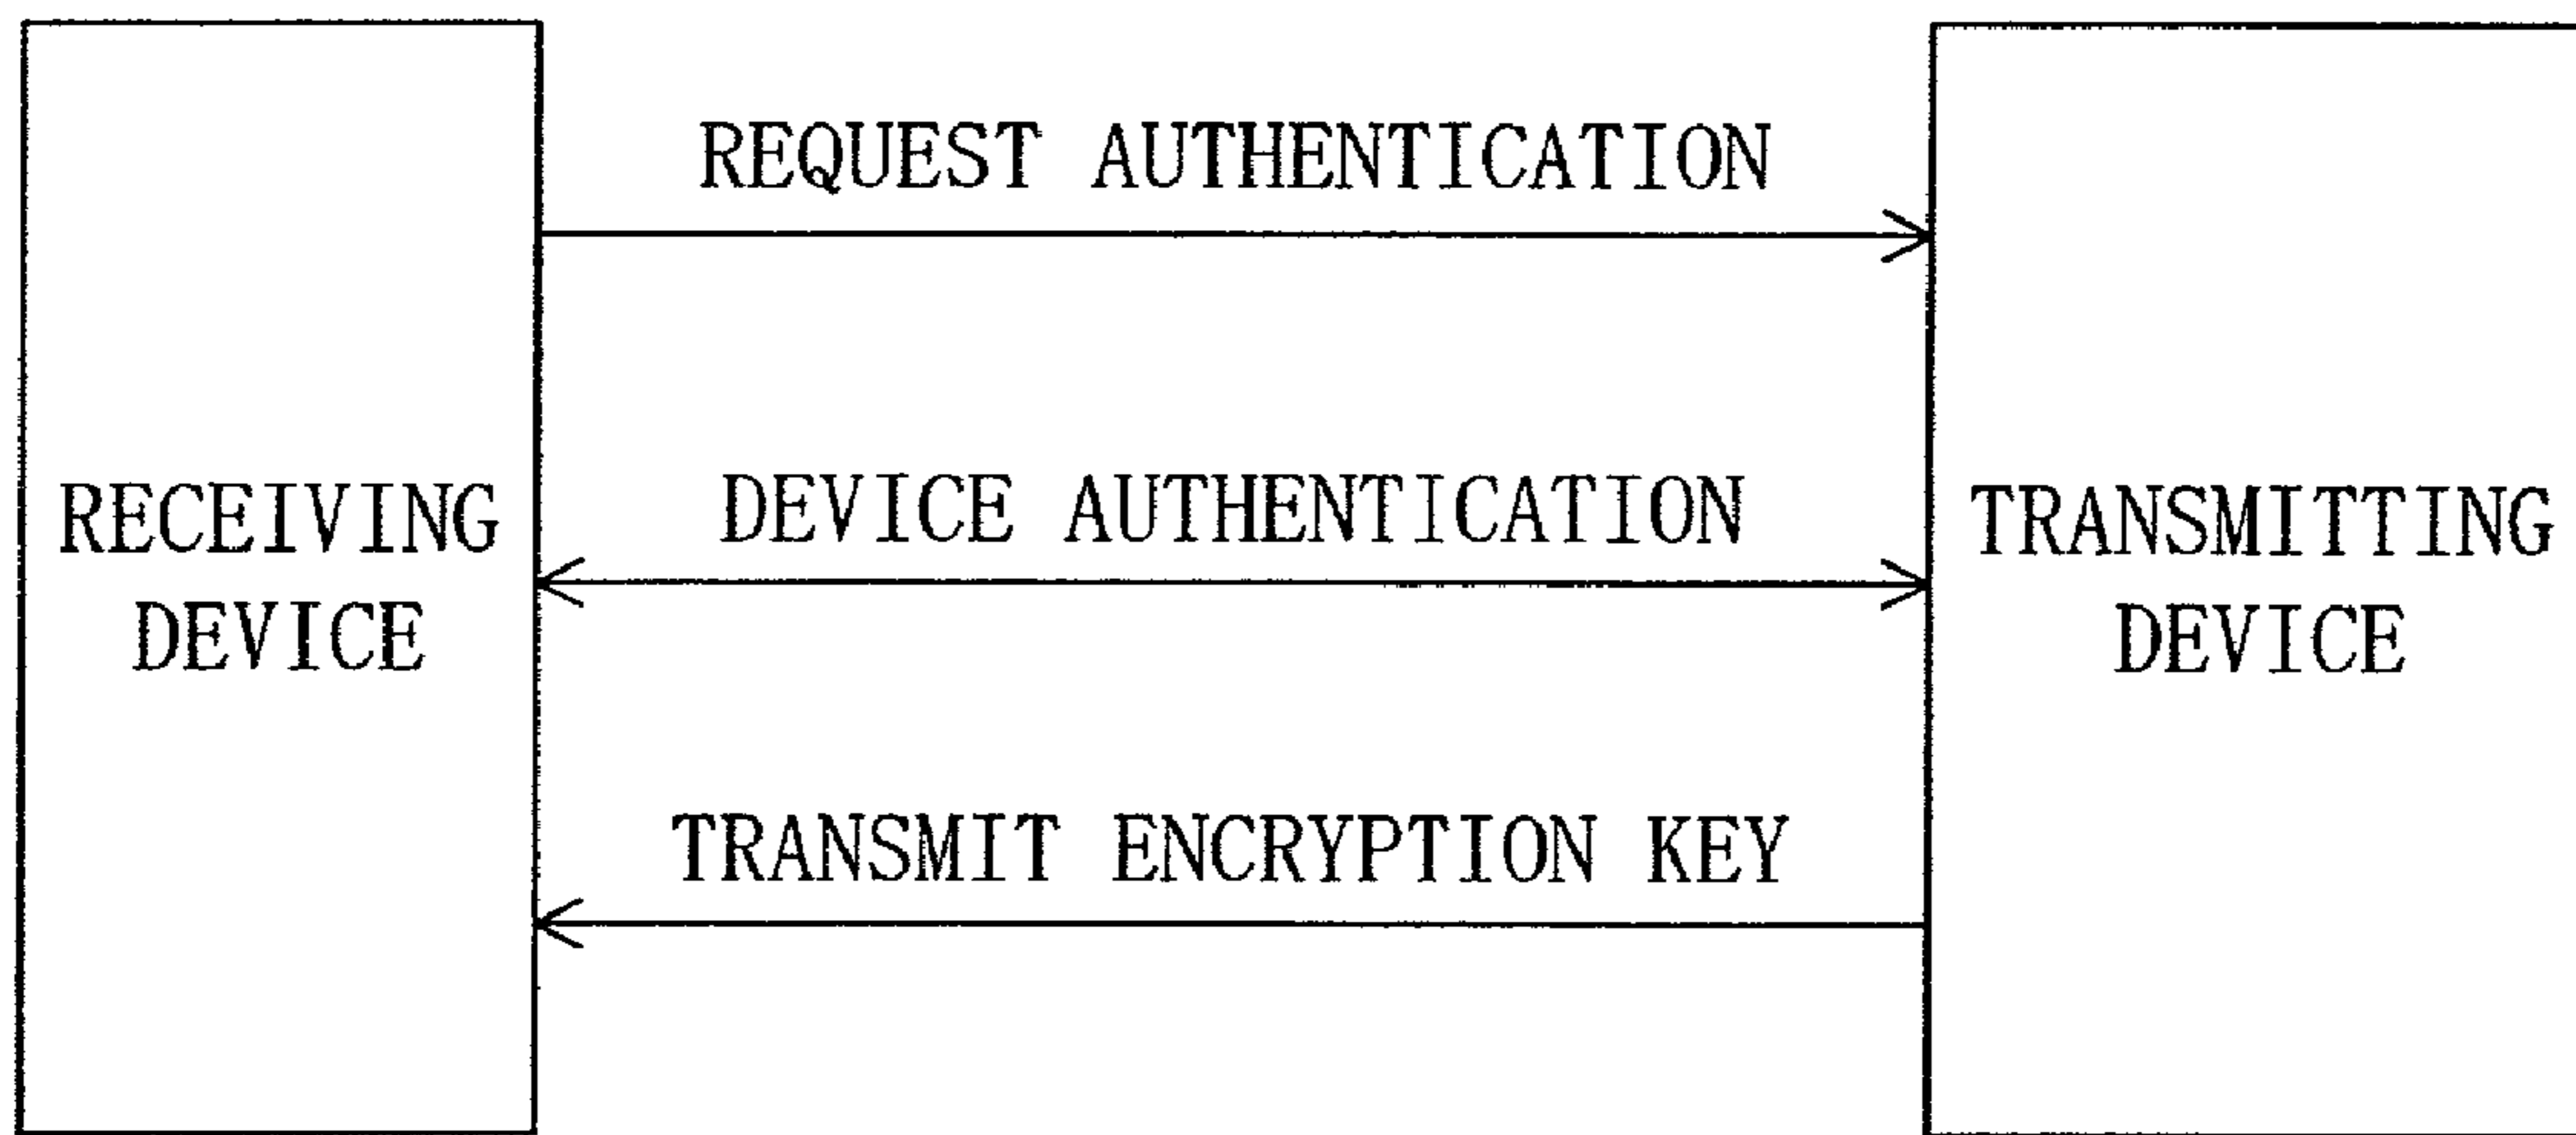 REQUEST AUTHENTICATION
RECEIVING
DEVICE
DEVICE AUTHENTICATION
TRANSMITTING
DEVICE
TRANSMIT ENCRYPTION KEY